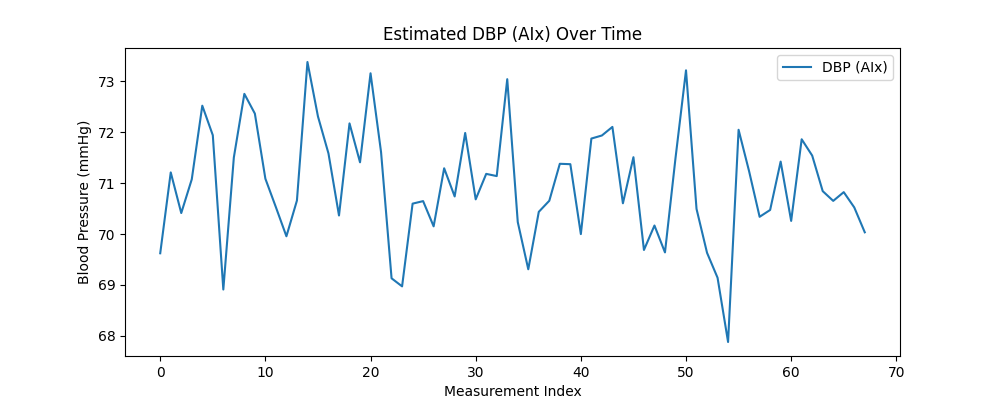 Estimated DBP (AIx) Over Time
DBP (AIx)
Blood Pressure (mmHg)
73
72
71
70
69
68
0 10 20 30 40 50 60 70
Measurement Index